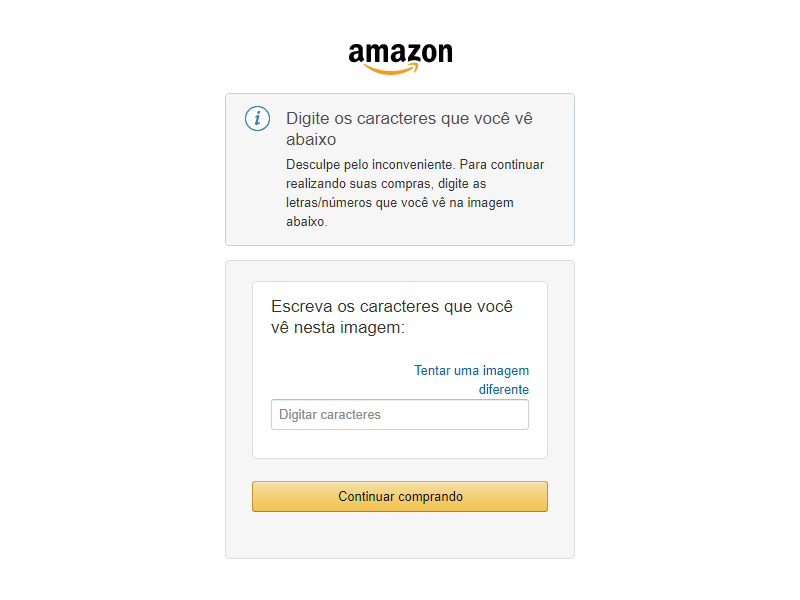 amazon
Digite os caracteres que você vê
abaixo
Desculpe pelo inconveniente. Para continuar
realizando suas compras, digite as
letras/números que você vê na imagem
abaixo.
Escreva os caracteres que você
vê nesta imagem:
Tentar uma imagem
diferente
Digitar caracteres
Continuar comprando